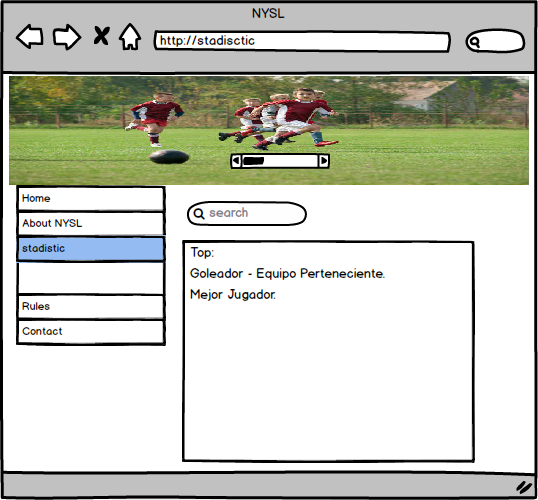 NYSL
http://stadisctic
Home
About NYSL
stadistic
Rules
Contact
search
Top:
Goleador - Equipo Perteneciente.
Mejor Jugador.